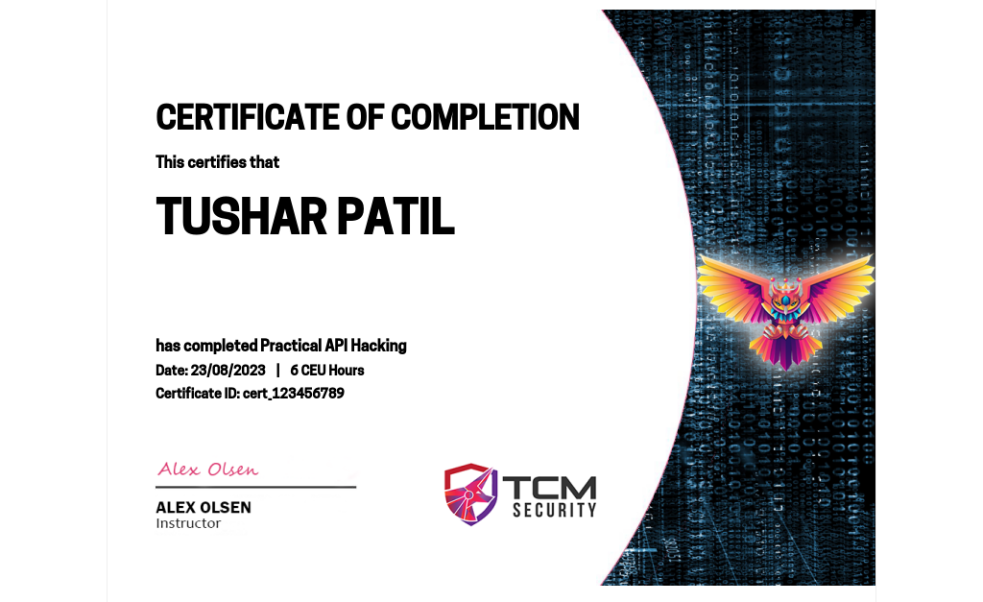 CERTIFICATE OF COMPLETION
This certifies that
TUSHAR PATIL
has completed Practical API Hacking
Date: 23/08/2023 | 6 CEU Hours
Certificate ID: cert_123456789
Alex Olsen
ALEX OLSEN
Instructor
TCM
SECURITY